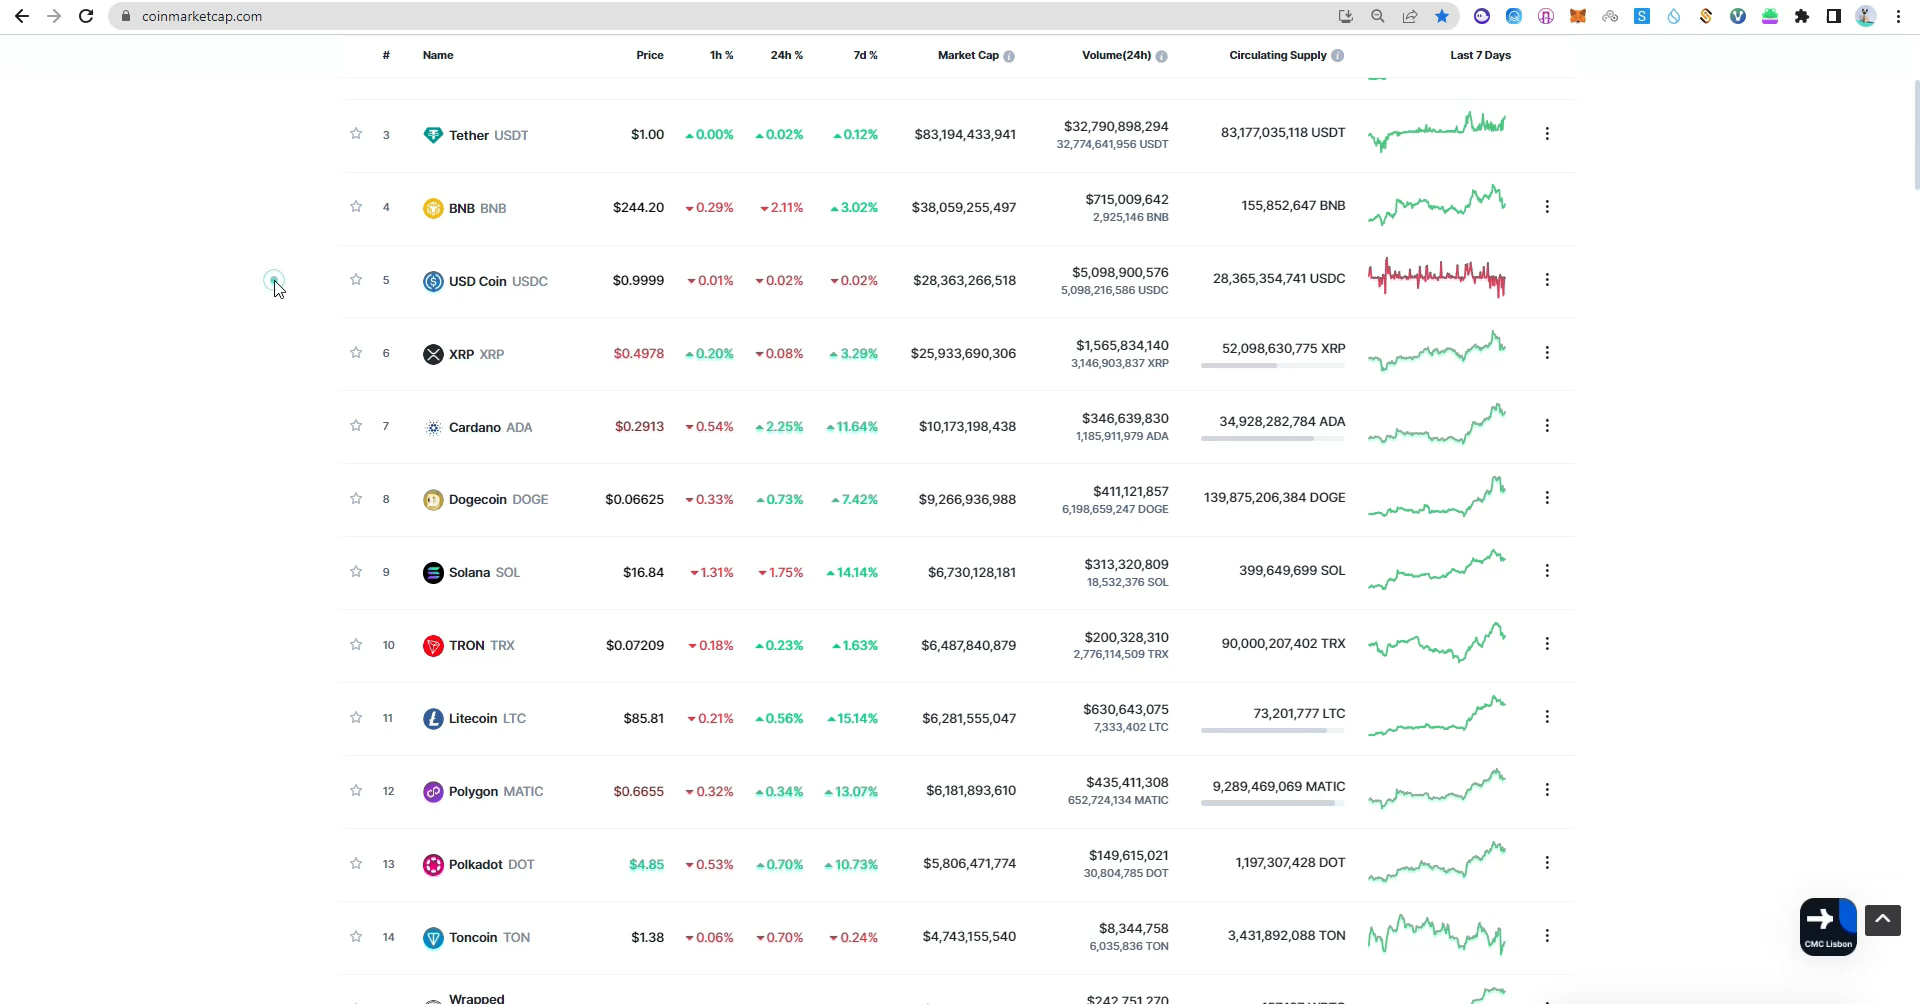 coinmarketcap.com
# Name Price 1h % 24h % 7d % Market Cap Volume(24h) Circulating Supply Last 7 Days
3 Tether USDT $1.00 0.00% 0.02% 0.12% $83,194,433,941 $32,790,898,294 83,177,035,118 USDT
32,774,641,956 USDT
4 BNB BNB $244.20 0.29% 2.11% 3.02% $38,059,255,497 $715,009,642 155,852,647 BNB
2,925,146 BNB
5 USD Coin USDC $0.9999 0.01% 0.02% 0.02% $28,363,266,518 $5,098,900,576 28,365,354,741 USDC
5,098,216,586 USDC
6 XRP XRP $0.4978 0.20% 0.08% 3.29% $25,933,690,306 $1,565,834,140 52,098,630,775 XRP
3,146,903,837 XRP
7 Cardano ADA $0.2913 0.54% 2.25% 11.64% $10,173,198,438 $346,639,830 34,928,282,784 ADA
1,185,911,979 ADA
8 Dogecoin DOGE $0.06625 0.33% 0.73% 7.42% $9,266,936,988 $411,121,857 139,875,206,384 DOGE
6,198,659,247 DOGE
9 Solana SOL $16.84 1.31% 1.75% 14.14% $6,730,128,181 $313,320,809 399,649,699 SOL
18,532,376 SOL
10 TRON TRX $0.07209 0.18% 0.23% 1.63% $6,487,840,879 $200,328,310 90,000,207,402 TRX
2,776,114,509 TRX
11 Litecoin LTC $85.81 0.21% 0.56% 15.14% $6,281,555,047 $630,643,075 73,201,777 LTC
7,333,402 LTC
12 Polygon MATIC $0.6655 0.32% 0.34% 13.07% $6,181,893,610 $435,411,308 9,289,469,069 MATIC
652,724,134 MATIC
13 Polkadot DOT $4.85 0.53% 0.70% 10.73% $5,806,471,774 $149,615,021 1,197,307,428 DOT
30,804,785 DOT
14 Toncoin TON $1.38 0.06% 0.70% 0.24% $4,743,155,540 $8,344,758 3,431,892,088 TON
6,035,836 TON
CMC Lisbon
Wrapped $242,751,270